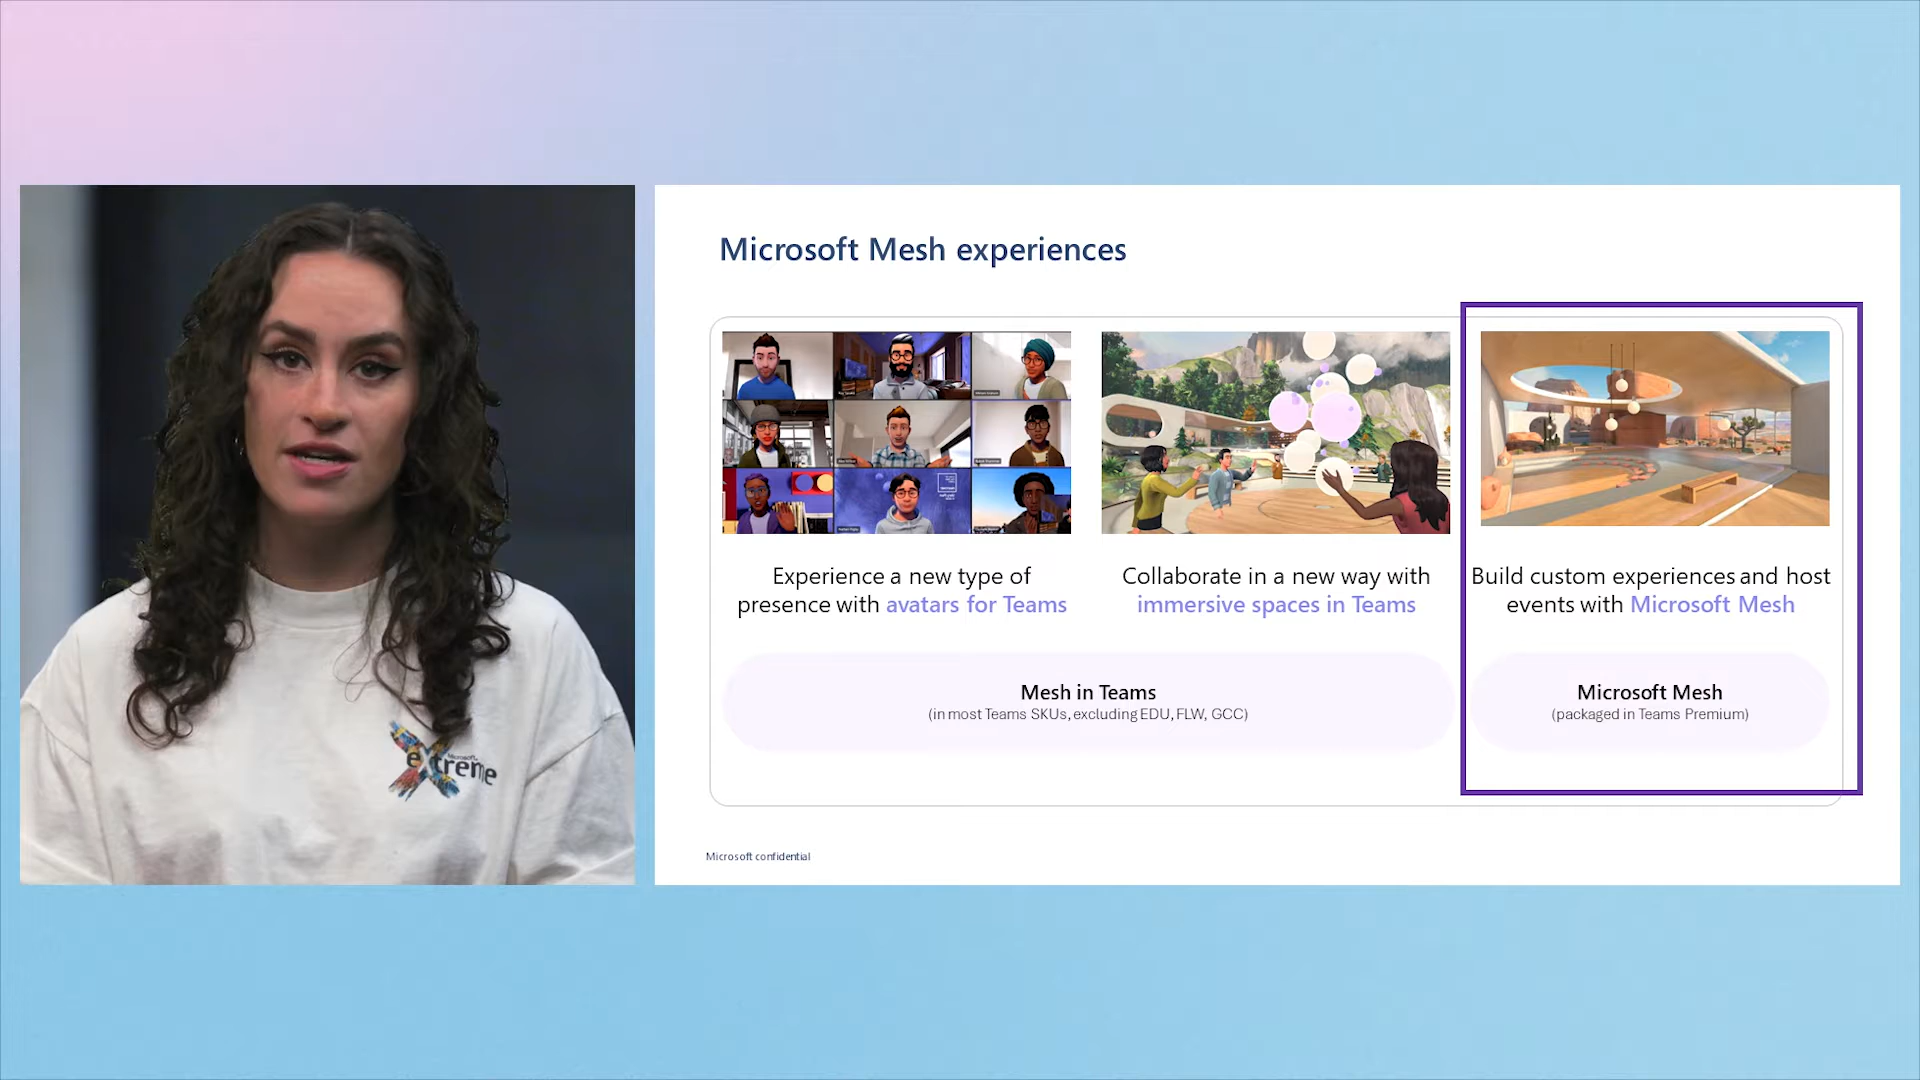 Microsoft Mesh experiences
Experience a new type of
presence with avatars for Teams
Collaborate in a new way with
immersive spaces in Teams
Build custom experiences and host
events with Microsoft Mesh
Mesh in Teams
(in most Teams SKUs, excluding EDU, FLW, GCC)
Microsoft Mesh
(packaged in Teams Premium)
Microsoft confidential
Microsoft
eXtreme